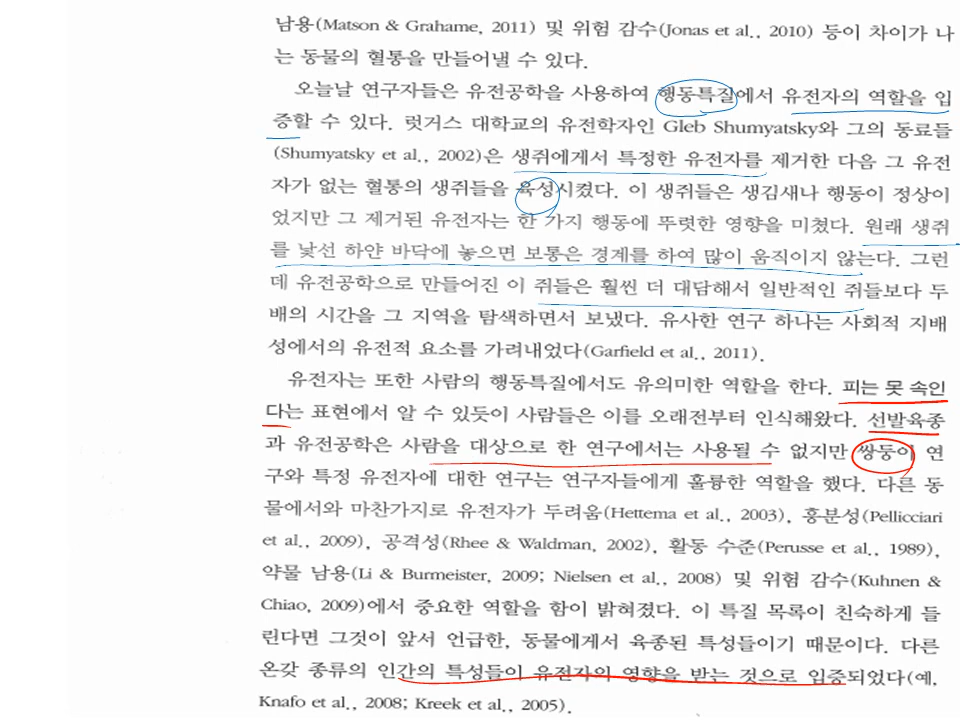 남용(Matson & Grahame, 2011) 및 위험 감수(Jonas et al., 2010) 등이 차이가 나
는 동물의 혈통을 만들어낼 수 있다.
오늘날 연구자들은 유전공학을 사용하여 행동특질에서 유전자의 역할을 입
증할 수 있다. 럿거스 대학교의 유전학자인 Gleb Shumyatsky와 그의 동료들
(Shumyatsky et al., 2002)은 생쥐에게서 특정한 유전자를 제거한 다음 그 유전
자가 없는 혈통의 생쥐들을 육성시켰다. 이 생쥐들은 생김새나 행동이 정상이
었지만 그 제거된 유전자는 한 가지 행동에 뚜렷한 영향을 미쳤다. 원래 생쥐
를 낯선 하얀 바닥에 놓으면 보통은 경계를 하여 많이 움직이지 않는다. 그런
데 유전공학으로 만들어진 이 쥐들은 훨씬 더 대담해서 일반적인 쥐들보다 두
배의 시간을 그 지역을 탐색하면서 보냈다. 유사한 연구 하나는 사회적 지배
성에서의 유전적 요소를 가려내었다(Garfield et al., 2011).
유전자는 또한 사람의 행동특질에서도 유의미한 역할을 한다. 피는 못 속인
다는 표현에서 알 수 있듯이 사람들은 이를 오래전부터 인식해왔다. 선발육종
과 유전공학은 사람을 대상으로 한 연구에서는 사용될 수 없지만 쌍둥이 연
구와 특정 유전자에 대한 연구는 연구자들에게 훌륭한 역할을 했다. 다른 동
물에서와 마찬가지로 유전자가 두려움(Hettema et al., 2003), 흥분성(Pellicciari
et al., 2009), 공격성(Rhee & Waldman, 2002), 활동 수준(Perusse et al., 1989),
약물 남용(Li & Burmeister, 2009; Nielsen et al., 2008) 및 위험 감수(Kuhnen &
Chiao, 2009)에서 중요한 역할을 함이 밝혀졌다. 이 특질 목록이 친숙하게 들
린다면 그것이 앞서 언급한, 동물에게서 육종된 특성들이기 때문이다. 다른
온갖 종류의 인간의 특성들이 유전자의 영향을 받는 것으로 입증되었다(예,
Knafo et al., 2008; Kreek et al., 2005).